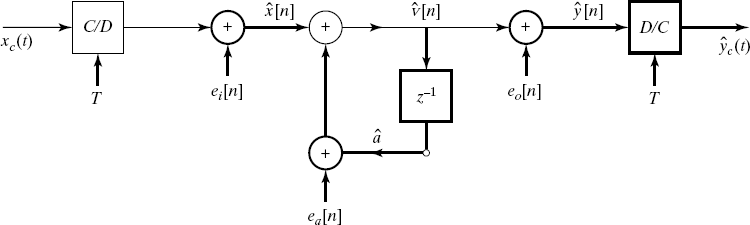 x_c(t)
C/D
T
+
e_i[n]
x̂[n]
+
v̂[n]
z⁻¹
â
+
e_a[n]
+
e_o[n]
ŷ[n]
D/C
T
ŷ_c(t)